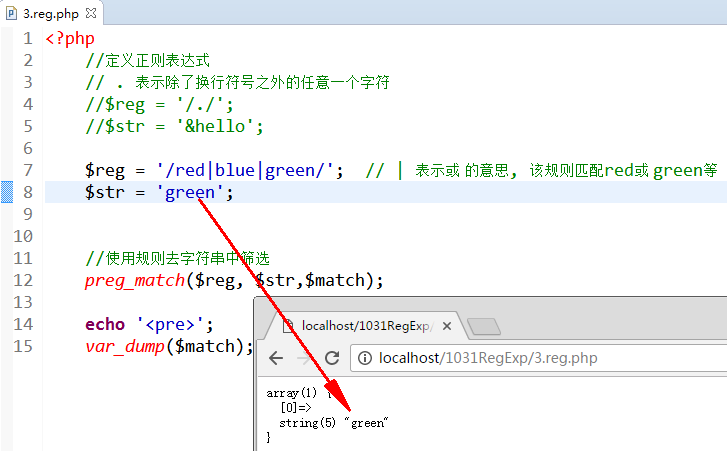 3.reg.php
1 <?php
2 //定义正则表达式
3 // . 表示除了换行符号之外的任意一个字符
4 //$reg = '/./';
5 //$str = '&hello';
6
7 $reg = '/red|blue|green/'; // | 表示或 的意思, 该规则匹配red或 green等
8 $str = 'green';
9
10
11 //使用规则去字符串中筛选
12 preg_match($reg, $str,$match);
13
14 echo '<pre>';
15 var_dump($match);
localhost/1031RegExp/
localhost/1031RegExp/3.reg.php
array(1) {
[0]=>
string(5) "green"
}